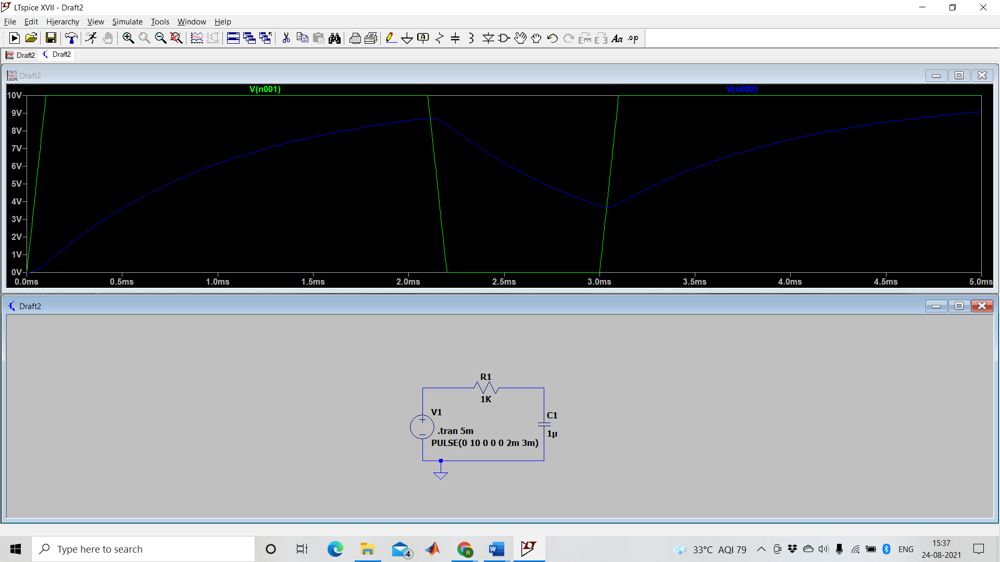 LTspice XVII - Draft2
File Edit Hierarchy View Simulate Tools Window Help
Aa .op
Draft2 Draft2
Draft2
V(n001) V(n002)
10V
9V
8V
7V
6V
5V
4V
3V
2V
1V
0V
0.0ms 0.5ms 1.0ms 1.5ms 2.0ms 2.5ms 3.0ms 3.5ms 4.0ms 4.5ms 5.0ms
Draft2
R1
1K
V1
C1
.tran 5m
1µ
PULSE(0 10 0 0 0 2m 3m)
Type here to search
4
R
33°C AQI 79
ENG
15:37
24-08-2021